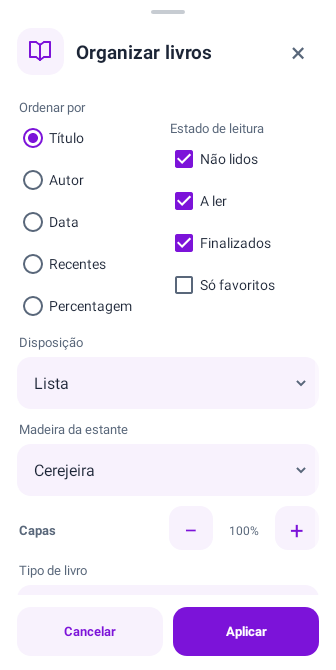 Organizar livros
Ordenar por
Título
Autor
Data
Recentes
Percentagem
Estado de leitura
Não lidos
A ler
Finalizados
Só favoritos
Disposição
Lista
Madeira da estante
Cerejeira
Capas
− 100% +
Tipo de livro
Cancelar
Aplicar